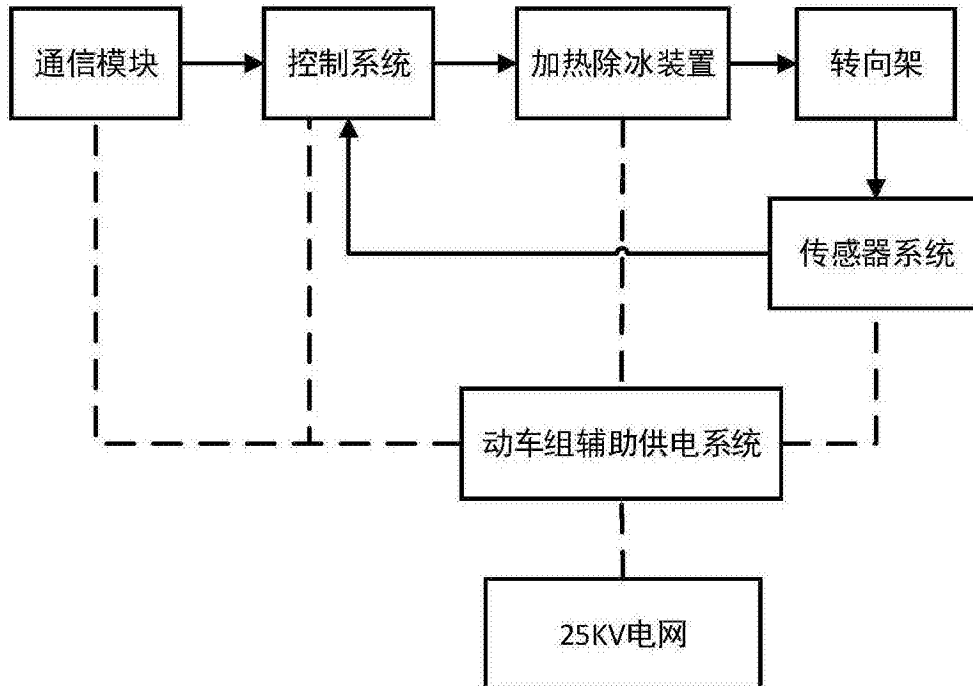 通信模块
控制系统
加热除冰装置
转向架
传感器系统
动车组辅助供电系统
25KV电网